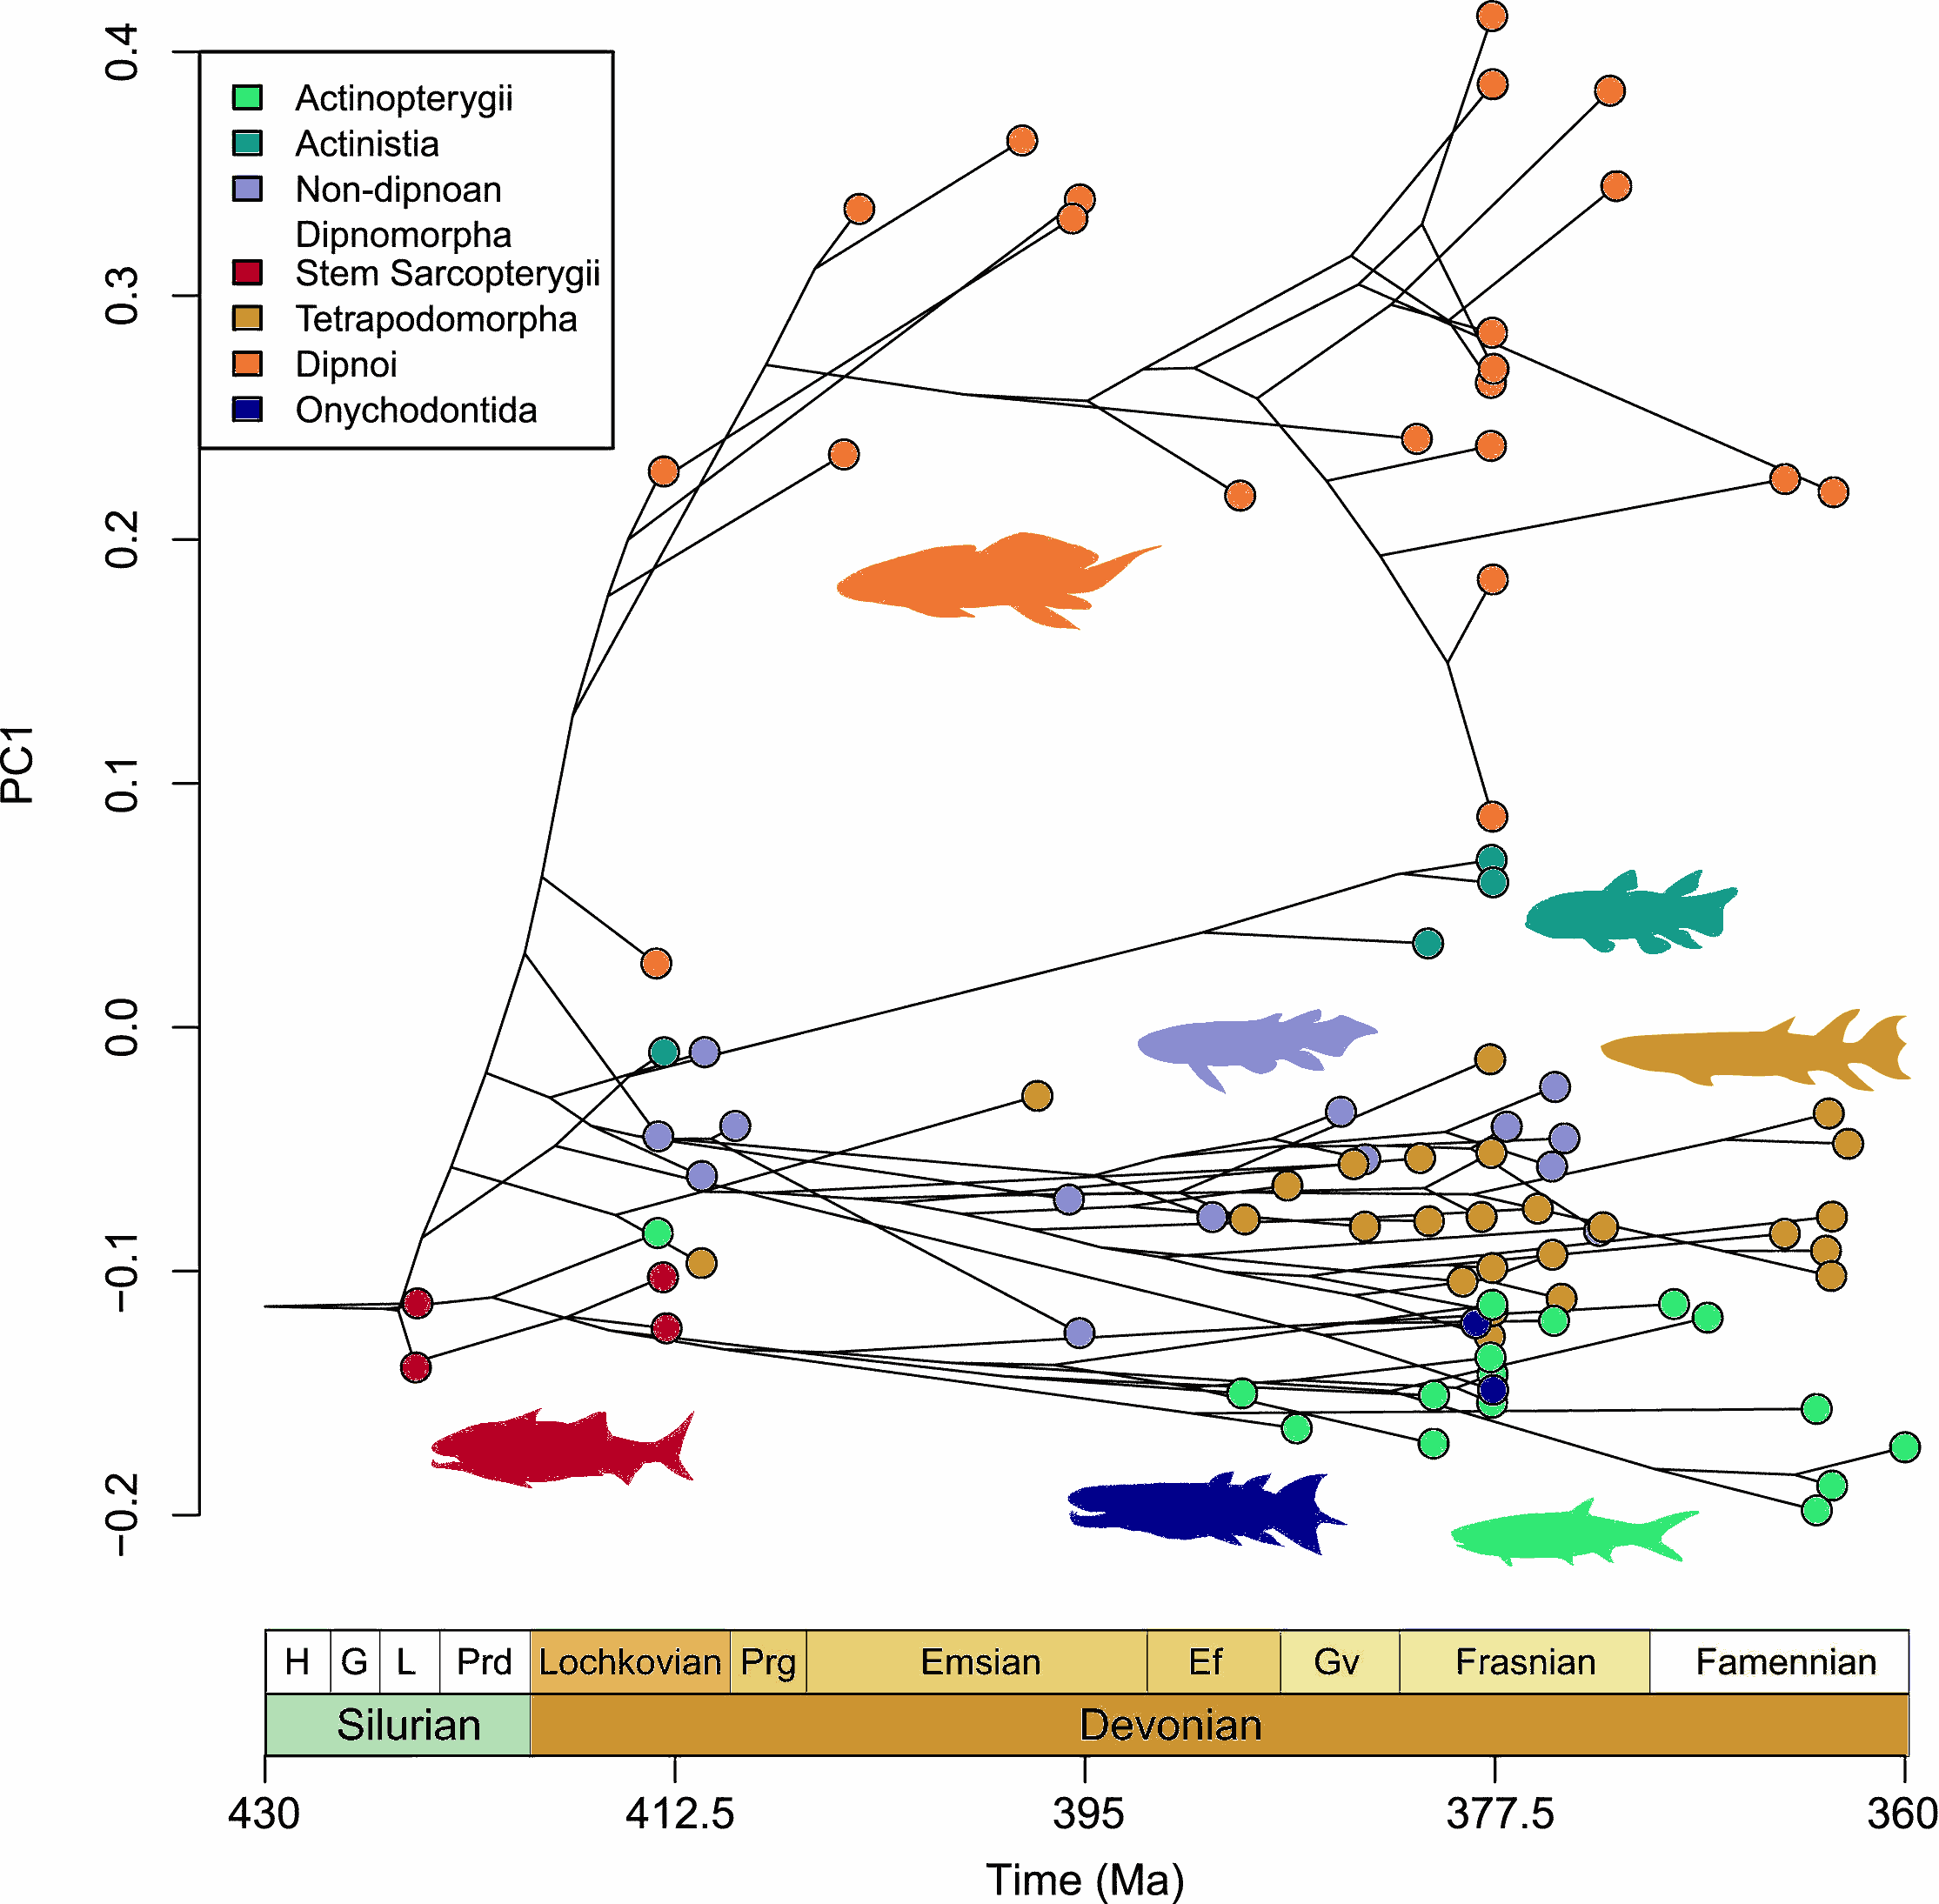 0.4
0.3
0.2
0.1
0.0
−0.1
−0.2
PC1
Actinopterygii
Actinistia
Non-dipnoan
Dipnomorpha
Stem Sarcopterygii
Tetrapodomorpha
Dipnoi
Onychodontida
H G L Prd Lochkovian Prg Emsian Ef Gv Frasnian Famennian
Silurian Devonian
430 412.5 395 377.5 360
Time (Ma)